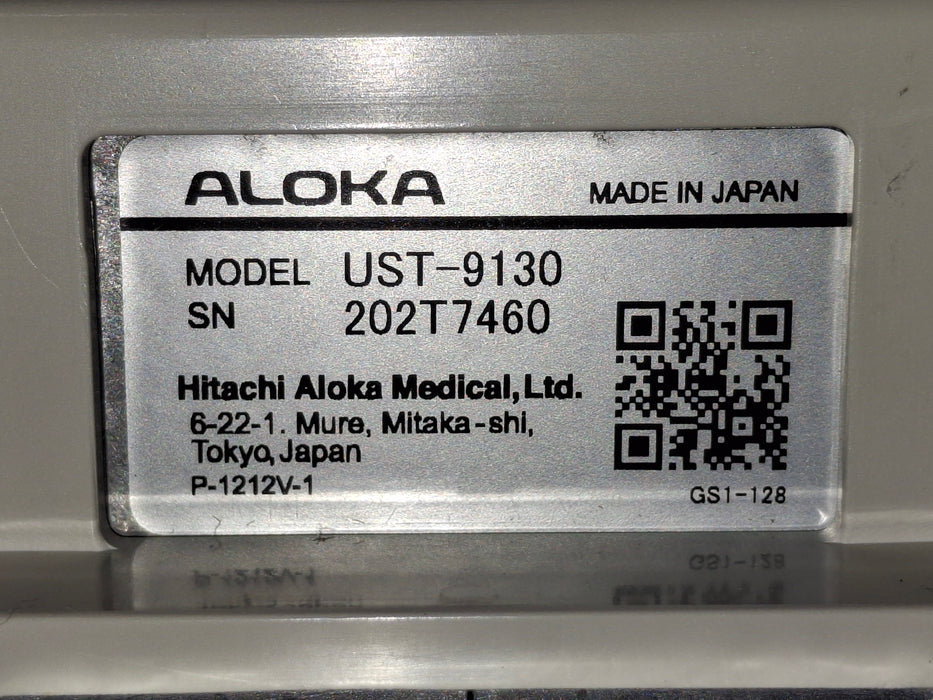 ALOKA MADE IN JAPAN
MODEL UST-9130
SN 202T7460
Hitachi Aloka Medical, Ltd.
6-22-1. Mure, Mitaka-shi,
Tokyo, Japan
P-1212V-1
GS1-128